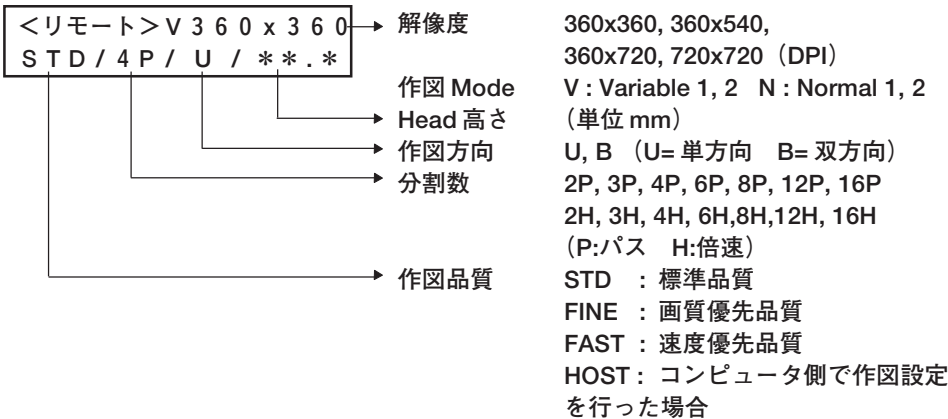 <リモート>V360x360
STD/4P/ U /**.*
解像度 360x360, 360x540,
360x720, 720x720(DPI)
作図 Mode V : Variable 1, 2 N : Normal 1, 2
Head 高さ (単位 mm)
作図方向 U, B (U= 単方向 B= 双方向)
分割数 2P, 3P, 4P, 6P, 8P, 12P, 16P
2H, 3H, 4H, 6H,8H,12H, 16H
(P:パス H:倍速)
作図品質 STD : 標準品質
FINE : 画質優先品質
FAST : 速度優先品質
HOST : コンピュータ側で作図設定
を行った場合